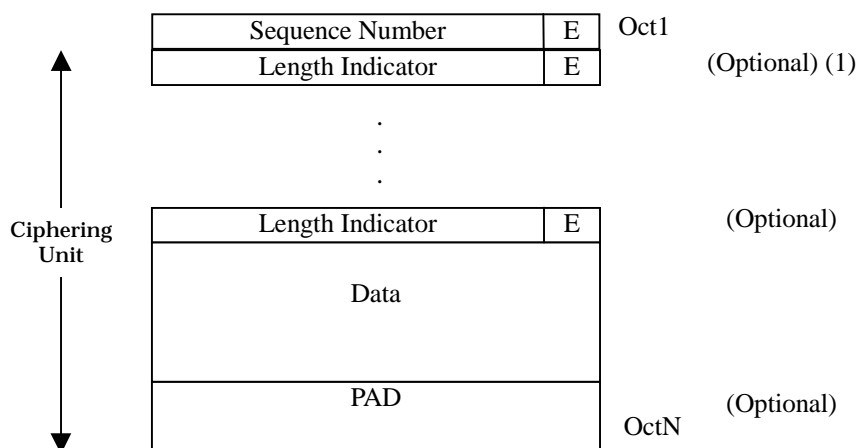 Sequence Number E Oct1
Length Indicator E (Optional) (1)
.
.
.
Length Indicator E (Optional)
Ciphering
Unit
Data
PAD (Optional)
OctN